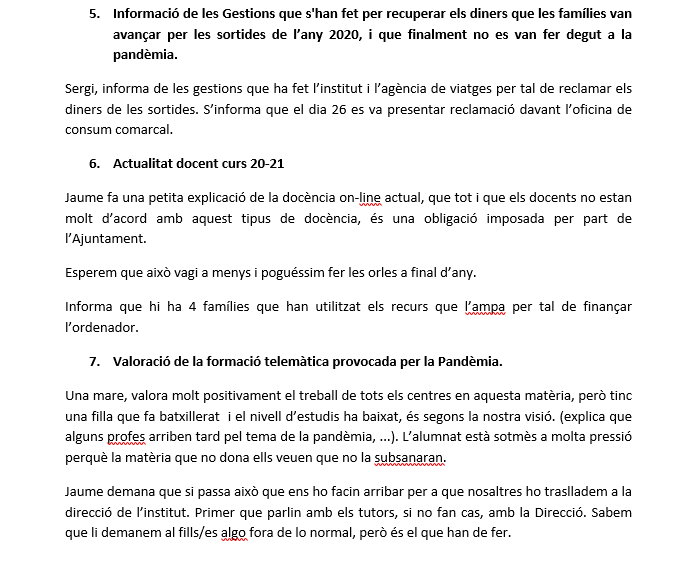 5. Informació de les Gestions que s'han fet per recuperar els diners que les famílies van
avançar per les sortides de l’any 2020, i que finalment no es van fer degut a la
pandèmia.
Sergi, informa de les gestions que ha fet l’institut i l’agència de viatges per tal de reclamar els
diners de les sortides. S’informa que el dia 26 es va presentar reclamació davant l’oficina de
consum comarcal.
6. Actualitat docent curs 20-21
Jaume fa una petita explicació de la docència on-line actual, que tot i que els docents no estan
molt d’acord amb aquest tipus de docència, és una obligació imposada per part de
l’Ajuntament.
Esperem que això vagi a menys i poguéssim fer les orles a final d’any.
Informa que hi ha 4 famílies que han utilitzat els recurs que l’ampa per tal de finançar
l’ordenador.
7. Valoració de la formació telemàtica provocada per la Pandèmia.
Una mare, valora molt positivament el treball de tots els centres en aquesta matèria, però tinc
una filla que fa batxillerat  i el nivell d’estudis ha baixat, és segons la nostra visió. (explica que
alguns profes arriben tard pel tema de la pandèmia, ...). L’alumnat està sotmès a molta pressió
perquè la matèria que no dona ells veuen que no la subsanaran.
Jaume demana que si passa això que ens ho facin arribar per a que nosaltres ho traslladem a la
direcció de l’institut. Primer que parlin amb els tutors, si no fan cas, amb la Direcció. Sabem
que li demanem al fills/es algo fora de lo normal, però és el que han de fer.